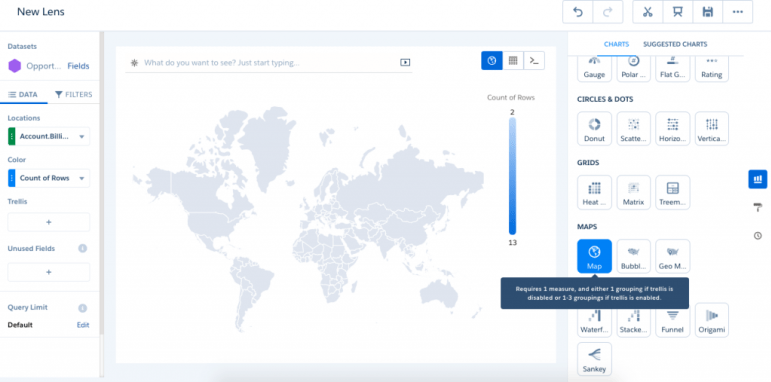 New Lens
Datasets
Opport... Fields
DATA
FILTERS
Locations
Account.Billi...
Color
Count of Rows
Trellis
+
Unused Fields
+
Query Limit
Default
Edit
What do you want to see? Just start typing...
Count of Rows
2
13
CHARTS
SUGGESTED CHARTS
Gauge
Polar ...
Flat G...
Rating
CIRCLES & DOTS
Donut
Scatte...
Horizo...
Vertica...
GRIDS
Heat ...
Matrix
Treem...
MAPS
Map
Bubbl...
Geo M...
Requires 1 measure, and either 1 grouping if trellis is
disabled or 1-3 groupings if trellis is enabled.
Waterf...
Stacke...
Funnel
Origami
Sankey